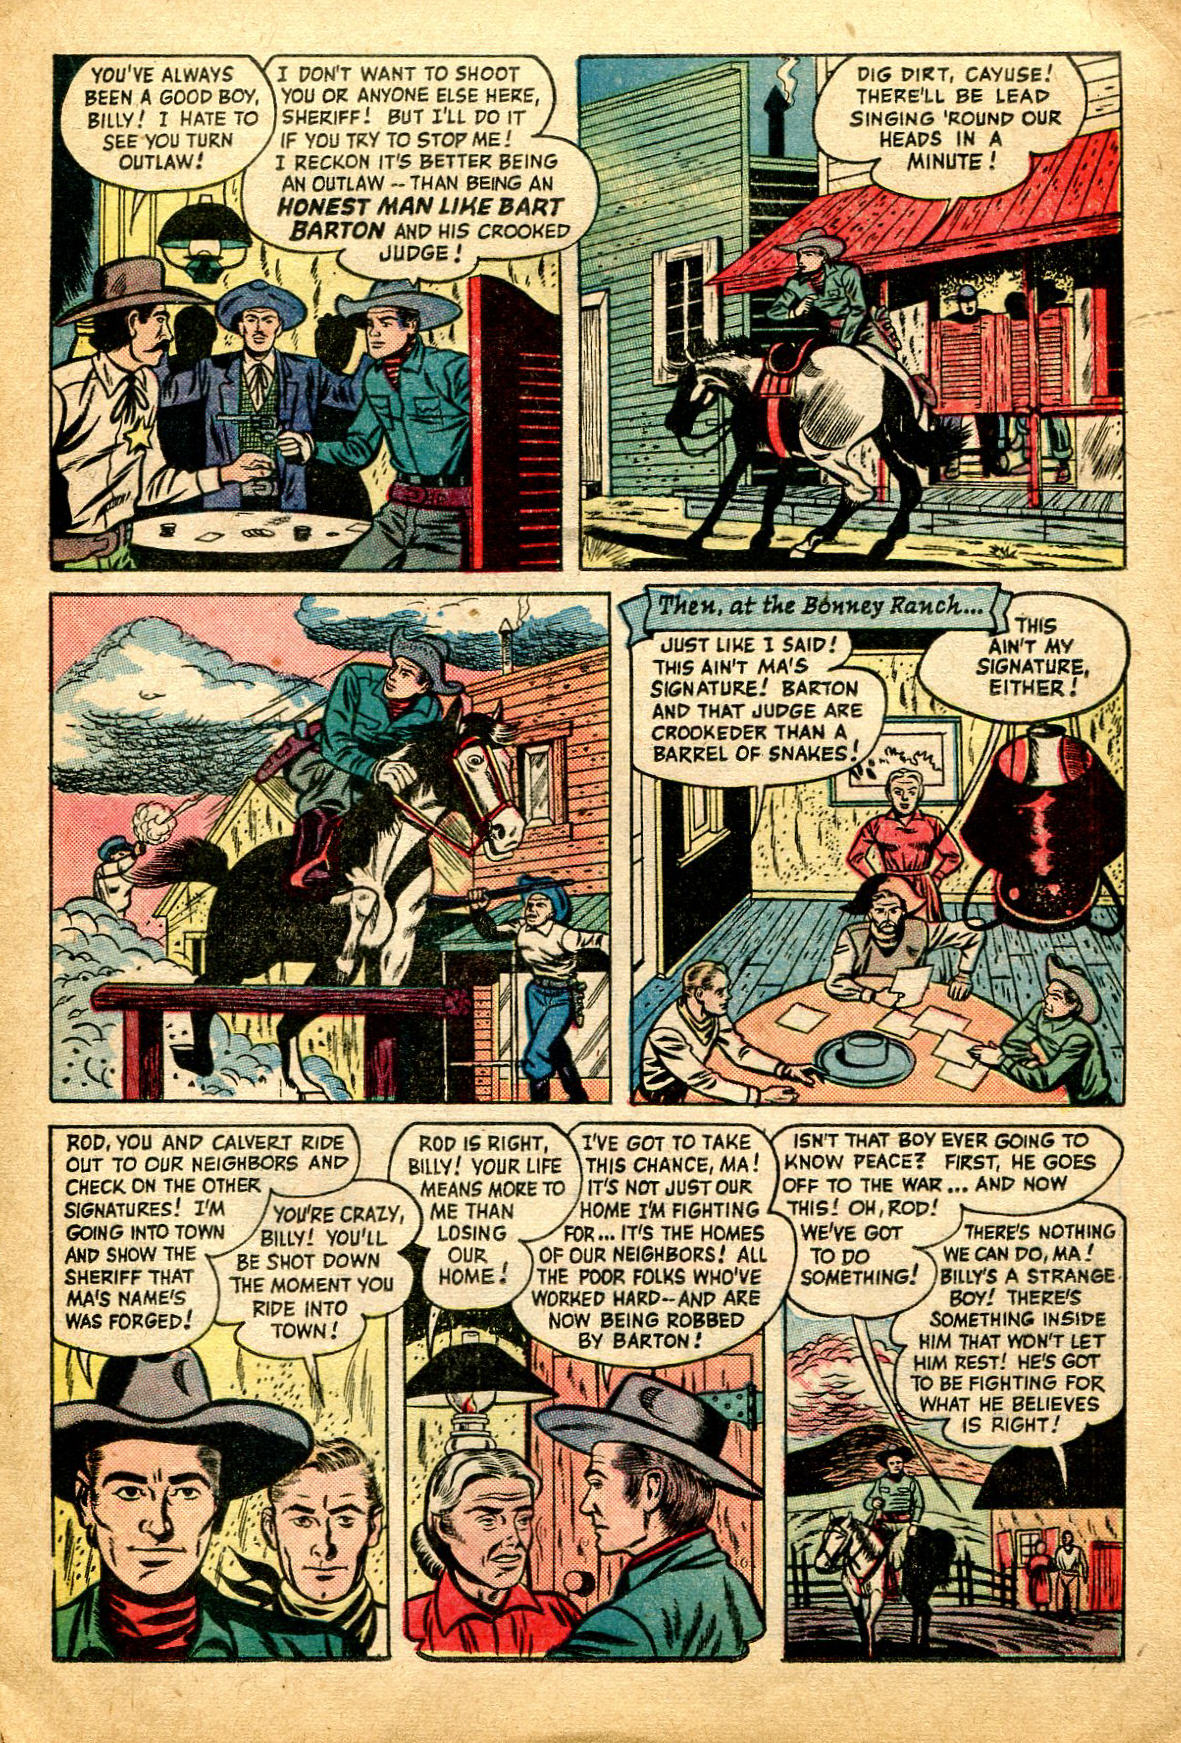 YOU'VE ALWAYS
BEEN A GOOD BOY,
BILLY! I HATE TO
SEE YOU TURN
OUTLAW!
I DON'T WANT TO SHOOT
YOU OR ANYONE ELSE HERE,
SHERIFF! BUT I'LL DO IT
IF YOU TRY TO STOP ME!
I RECKON IT'S BETTER BEING
AN OUTLAW -- THAN BEING AN
HONEST MAN LIKE BART
BARTON AND HIS CROOKED
JUDGE!
DIG DIRT, CAYUSE!
THERE'LL BE LEAD
SINGING 'ROUND OUR
HEADS IN A
MINUTE!
Then, at the Bonney Ranch...
JUST LIKE I SAID!
THIS AIN'T MA'S
SIGNATURE! BARTON
AND THAT JUDGE ARE
CROOKEDER THAN A
BARREL OF SNAKES!
THIS
AIN'T MY
SIGNATURE,
EITHER!
ROD, YOU AND CALVERT RIDE
OUT TO OUR NEIGHBORS AND
CHECK ON THE OTHER
SIGNATURES! I'M
GOING INTO TOWN
AND SHOW THE
SHERIFF THAT
MA'S NAME'S
WAS FORGED!
YOU'RE CRAZY,
BILLY! YOU'LL
BE SHOT DOWN
THE MOMENT YOU
RIDE INTO
TOWN!
ROD IS RIGHT,
BILLY! YOUR LIFE
MEANS MORE TO
ME THAN
LOSING
OUR
HOME!
I'VE GOT TO TAKE
THIS CHANCE, MA!
IT'S NOT JUST OUR
HOME I'M FIGHTING
FOR... IT'S THE HOMES
OF OUR NEIGHBORS! ALL
THE POOR FOLKS WHO'VE
WORKED HARD--AND ARE
NOW BEING ROBBED
BY BARTON!
ISN'T THAT BOY EVER GOING TO
KNOW PEACE? FIRST, HE GOES
OFF TO THE WAR... AND NOW
THIS! OH, ROD!
WE'VE GOT
TO DO
SOMETHING!
THERE'S NOTHING
WE CAN DO, MA!
BILLY'S A STRANGE
BOY! THERE'S
SOMETHING INSIDE
HIM THAT WON'T LET
HIM REST! HE'S GOT
TO BE FIGHTING FOR
WHAT HE BELIEVES
IS RIGHT!